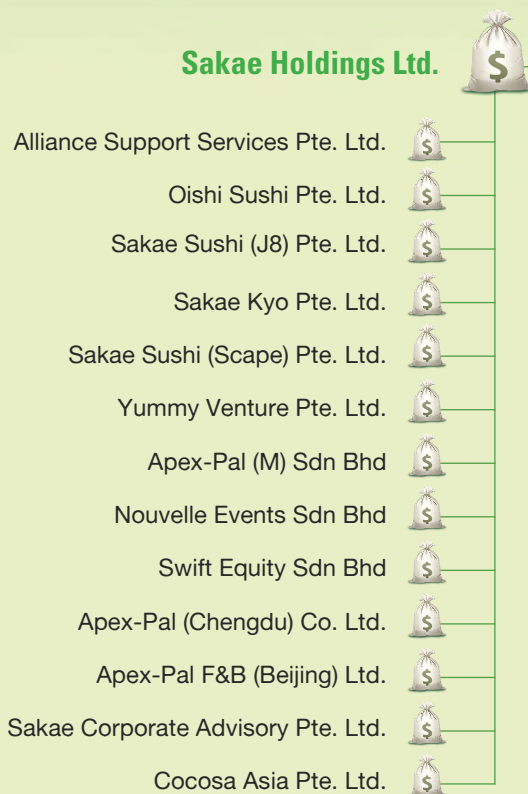 Sakae Holdings Ltd.
$
Alliance Support Services Pte. Ltd.
$
Oishi Sushi Pte. Ltd.
$
Sakae Sushi (J8) Pte. Ltd.
$
Sakae Kyo Pte. Ltd.
$
Sakae Sushi (Scape) Pte. Ltd.
$
Yummy Venture Pte. Ltd.
$
Apex-Pal (M) Sdn Bhd
$
Nouvelle Events Sdn Bhd
$
Swift Equity Sdn Bhd
$
Apex-Pal (Chengdu) Co. Ltd.
$
Apex-Pal F&B (Beijing) Ltd.
$
Sakae Corporate Advisory Pte. Ltd.
$
Cocosa Asia Pte. Ltd.
$